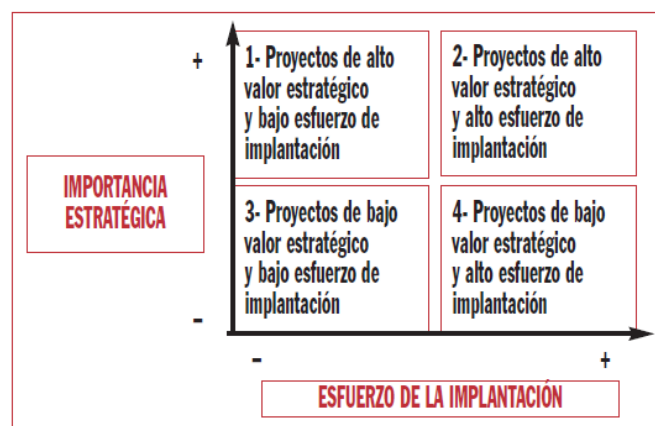 +
1- Proyectos de alto
valor estratégico
y bajo esfuerzo de
implantación
2- Proyectos de alto
valor estratégico
y alto esfuerzo de
implantación
IMPORTANCIA
ESTRATÉGICA
3- Proyectos de bajo
valor estratégico
y bajo esfuerzo de
implantación
4- Proyectos de bajo
valor estratégico
y alto esfuerzo de
implantación
–
–
+
ESFUERZO DE LA IMPLANTACIÓN